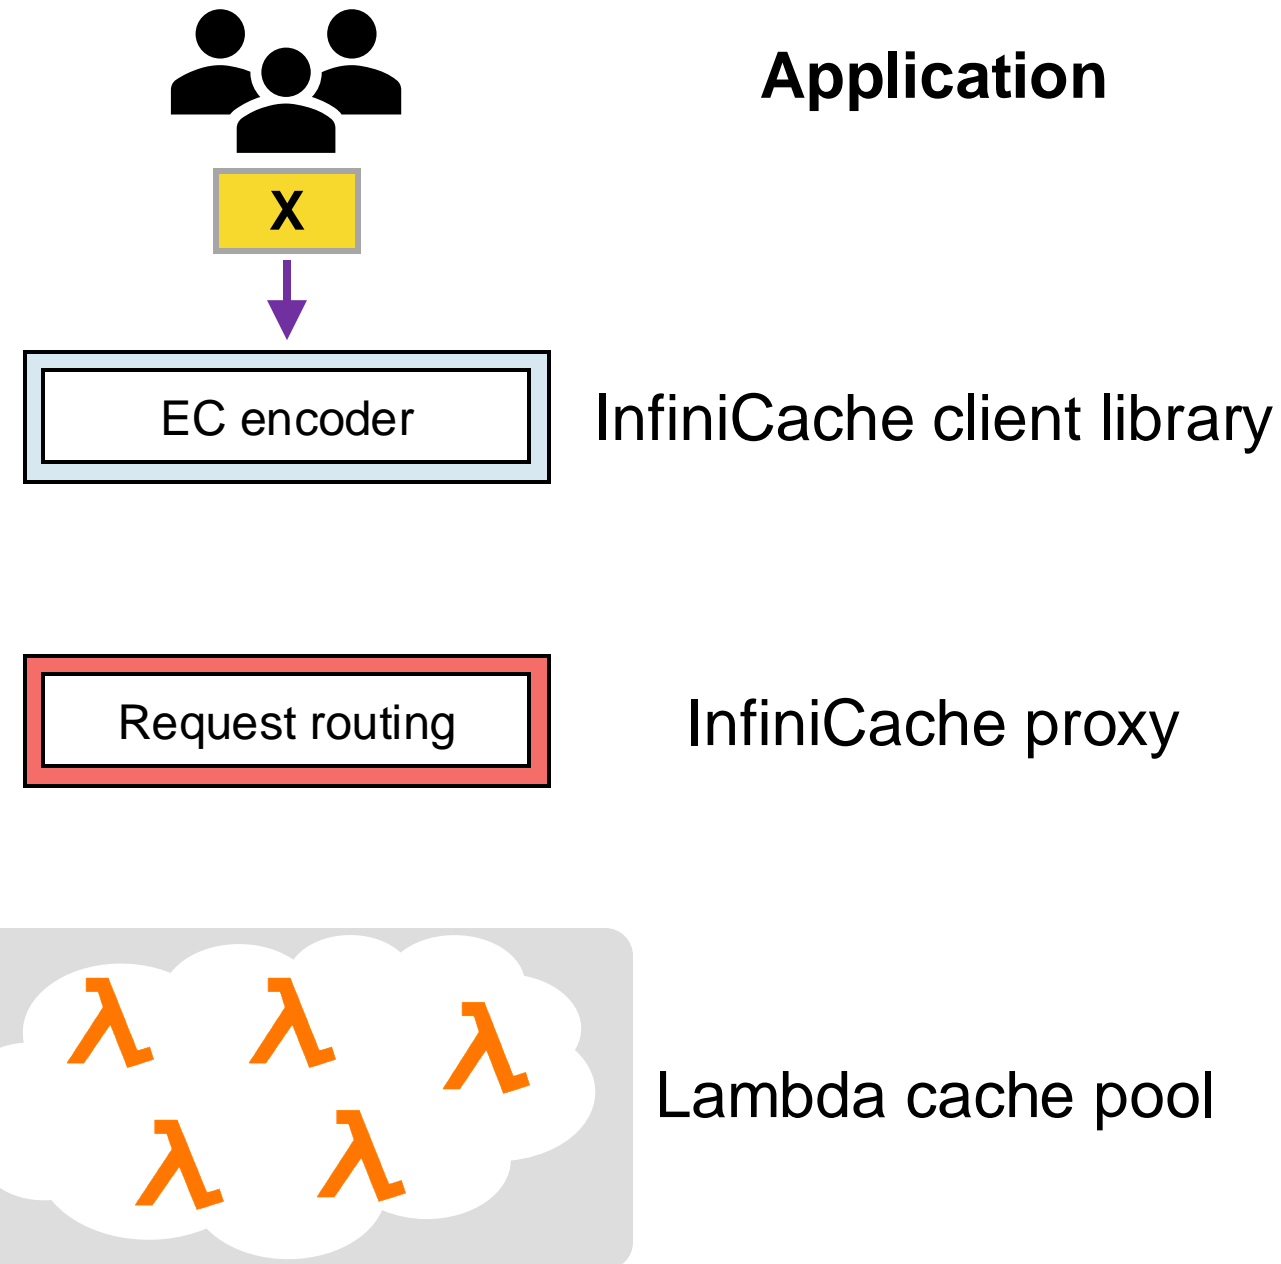 Application
X
EC encoder
InfiniCache client library
Request routing
InfiniCache proxy
λ λ λ
λ λ
Lambda cache pool